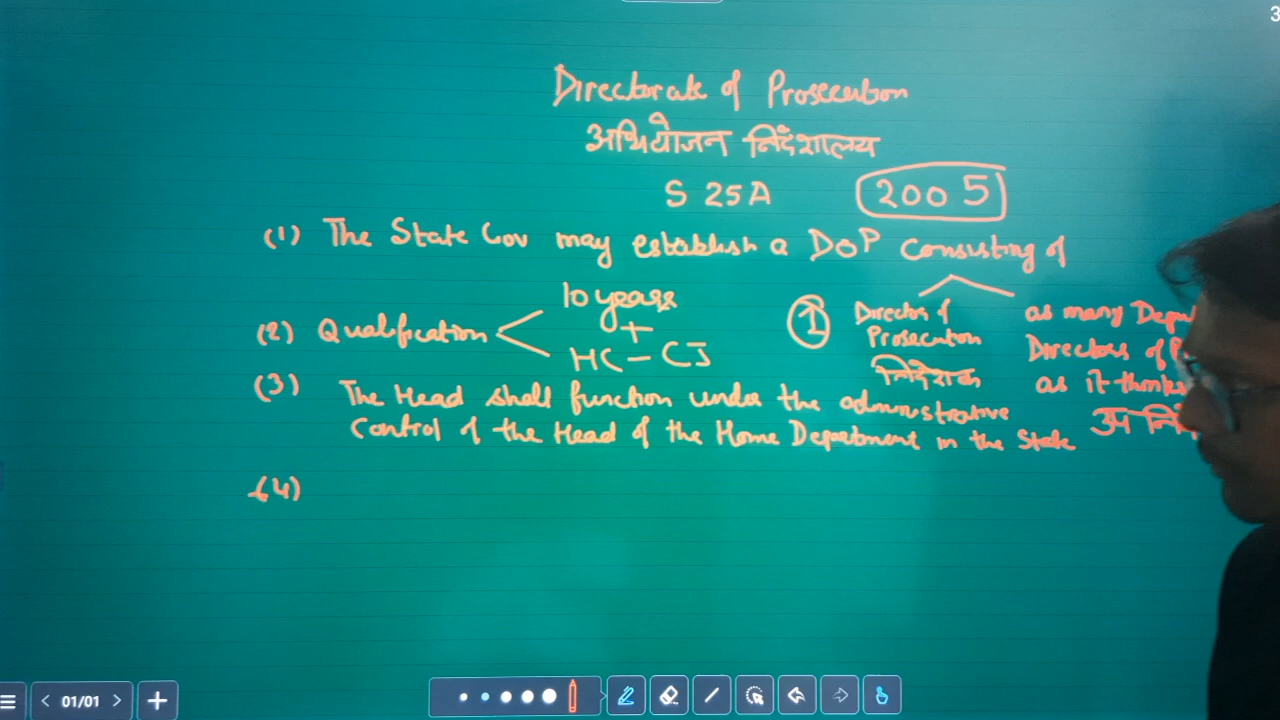 3
Directorate of Prosecution
अभियोजन निदेशालय
S 25A 2005
(1) The State Gov may establish a DOP consisting of
1 Director of Prosecution निदेशक
as many
Directors of
as it thinks
उप
(2) Qualification 10 years + HC - CJ
(3) The Head shall function under the administrative
Control of the Head of the Home Department in the State
(4)
01/01